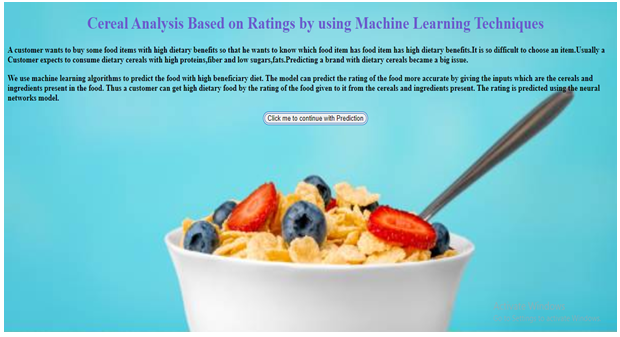 Cereal Analysis Based on Ratings by using Machine Learning Techniques
A customer wants to buy some food items with high dietary benefits so that he wants to know which food item has food item has high dietary benefits.It is so difficult to choose an item.Usually a
Customer expects to consume dietary cereals with high proteins,fiber and low sugars,fats.Predicting a brand with dietary cereals became a big issue.
We use machine learning algorithms to predict the food with high beneficiary diet. The model can predict the rating of the food more accurate by giving the inputs which are the cereals and
ingredients present in the food. Thus a customer can get high dietary food by the rating of the food given to it from the cereals and ingredients present. The rating is predicted using the neural
networks model.
Click me to continue with Prediction